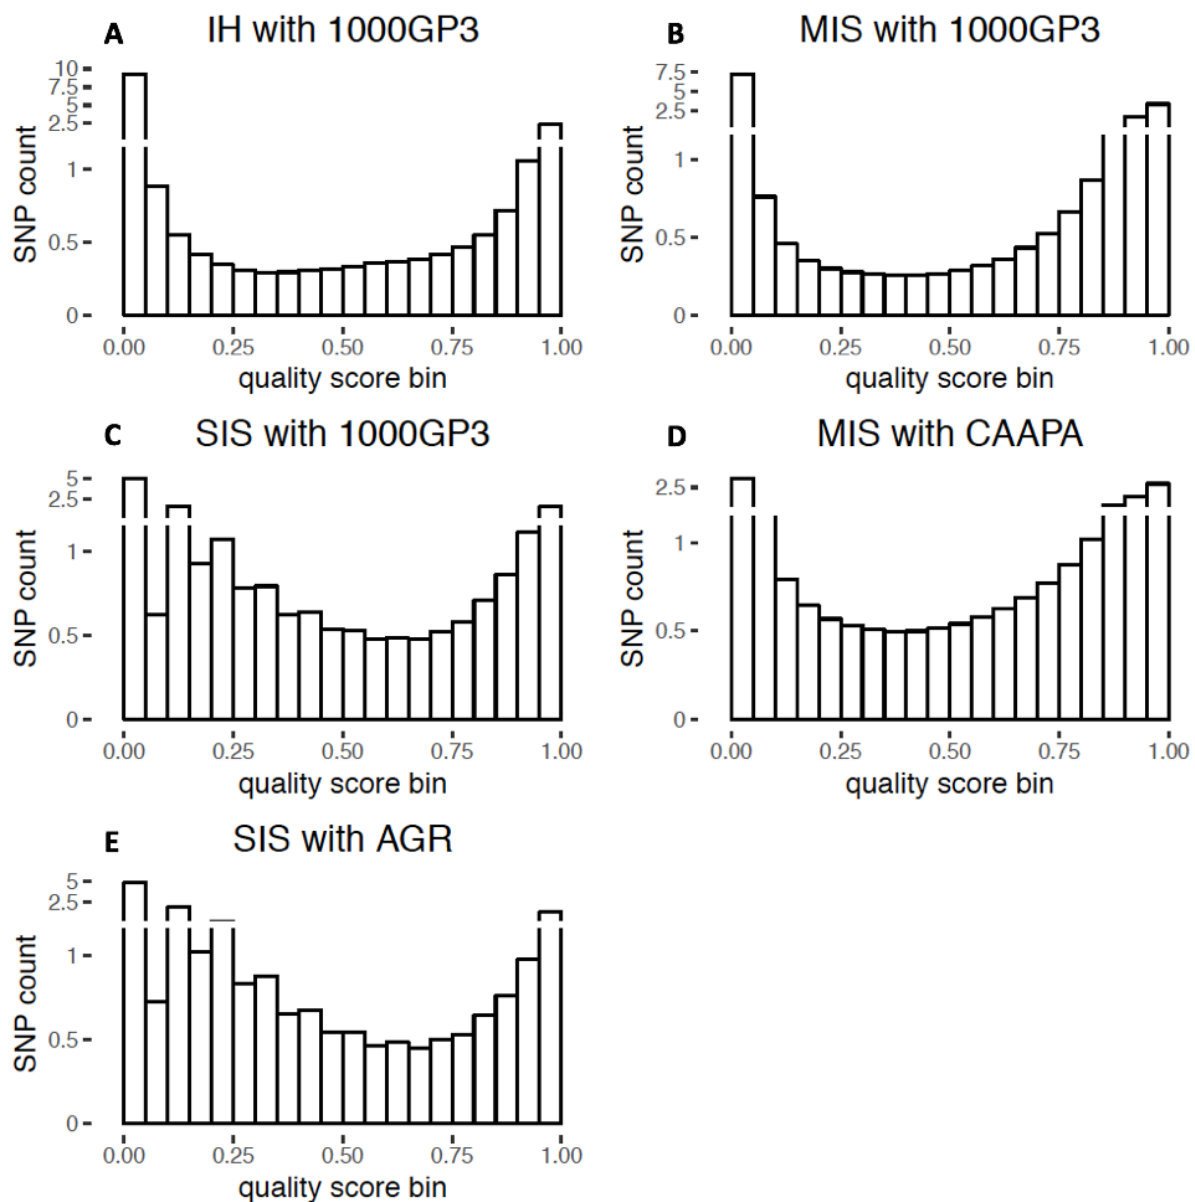 A IH with 1000GP3
10
7.5
5
2.5
1
0.5
0
SNP count
0.00 0.25 0.50 0.75 1.00
quality score bin
B MIS with 1000GP3
7.5
5
2.5
1
0.5
0
SNP count
0.00 0.25 0.50 0.75 1.00
quality score bin
C SIS with 1000GP3
5
2.5
1
0.5
0
SNP count
0.00 0.25 0.50 0.75 1.00
quality score bin
D MIS with CAAPA
2.5
1
0.5
0
SNP count
0.00 0.25 0.50 0.75 1.00
quality score bin
E SIS with AGR
5
2.5
1
0.5
0
SNP count
0.00 0.25 0.50 0.75 1.00
quality score bin